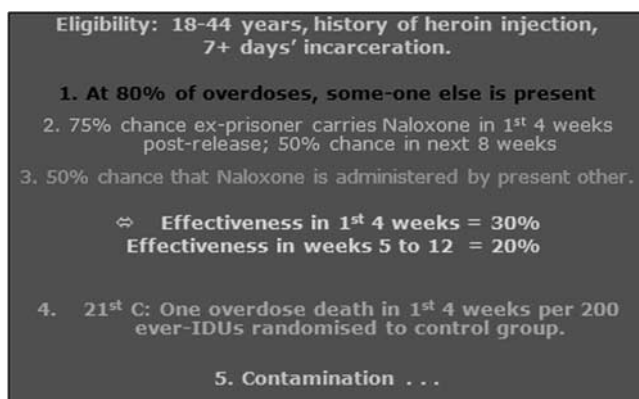 Eligibility: 18-44 years, history of heroin injection,
7+ days' incarceration.
1. At 80% of overdoses, some-one else is present
2. 75% chance ex-prisoner carries Naloxone in 1st 4 weeks
post-release; 50% chance in next 8 weeks
3. 50% chance that Naloxone is administered by present other.
⇔ Effectiveness in 1st 4 weeks = 30%
Effectiveness in weeks 5 to 12 = 20%
4. 21st C: One overdose death in 1st 4 weeks per 200
ever-IDUs randomised to control group.
5. Contamination . . .